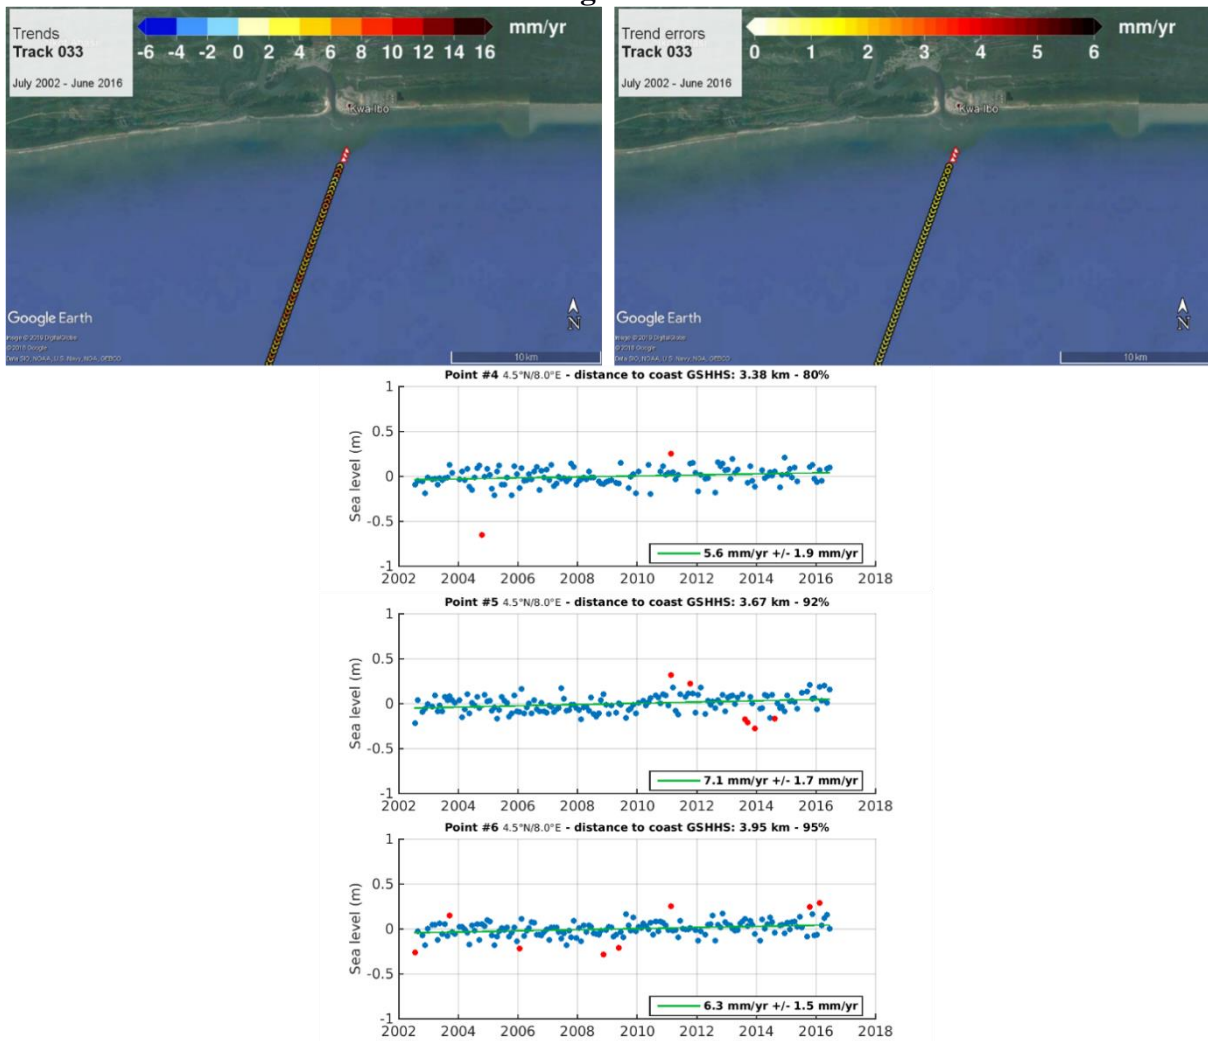 Trends
Track 033
July 2002 - June 2016
-6 -4 -2 0 2 4 6 8 10 12 14 16
mm/yr
Kwa-Ibo
Google Earth
N
10 km
Trend errors
Track 033
July 2002 - June 2016
0 1 2 3 4 5 6
mm/yr
Kwa-Ibo
Google Earth
N
10 km
Point #4 4.5°N/8.0°E - distance to coast GSHHS: 3.38 km - 80%
Sea level (m)
1
0.5
0
-0.5
-1
2002 2004 2006 2008 2010 2012 2014 2016 2018
5.6 mm/yr +/- 1.9 mm/yr
Point #5 4.5°N/8.0°E - distance to coast GSHHS: 3.67 km - 92%
Sea level (m)
1
0.5
0
-0.5
-1
2002 2004 2006 2008 2010 2012 2014 2016 2018
7.1 mm/yr +/- 1.7 mm/yr
Point #6 4.5°N/8.0°E - distance to coast GSHHS: 3.95 km - 95%
Sea level (m)
1
0.5
0
-0.5
-1
2002 2004 2006 2008 2010 2012 2014 2016 2018
6.3 mm/yr +/- 1.5 mm/yr